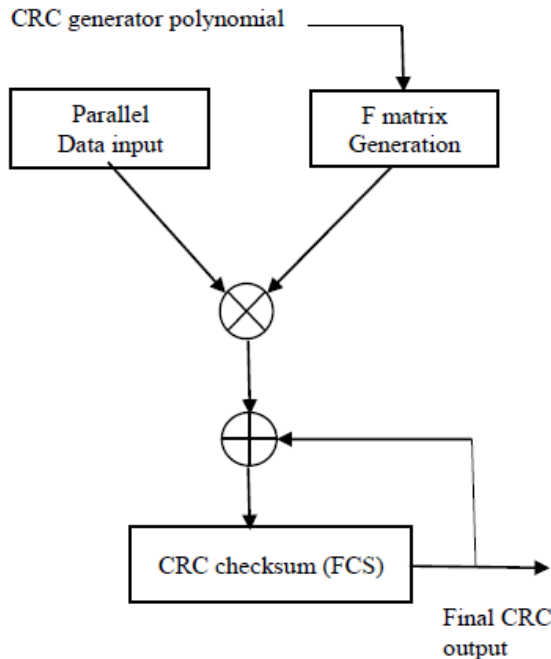 CRC generator polynomial
Parallel
Data input
F matrix
Generation
CRC checksum (FCS)
Final CRC
output